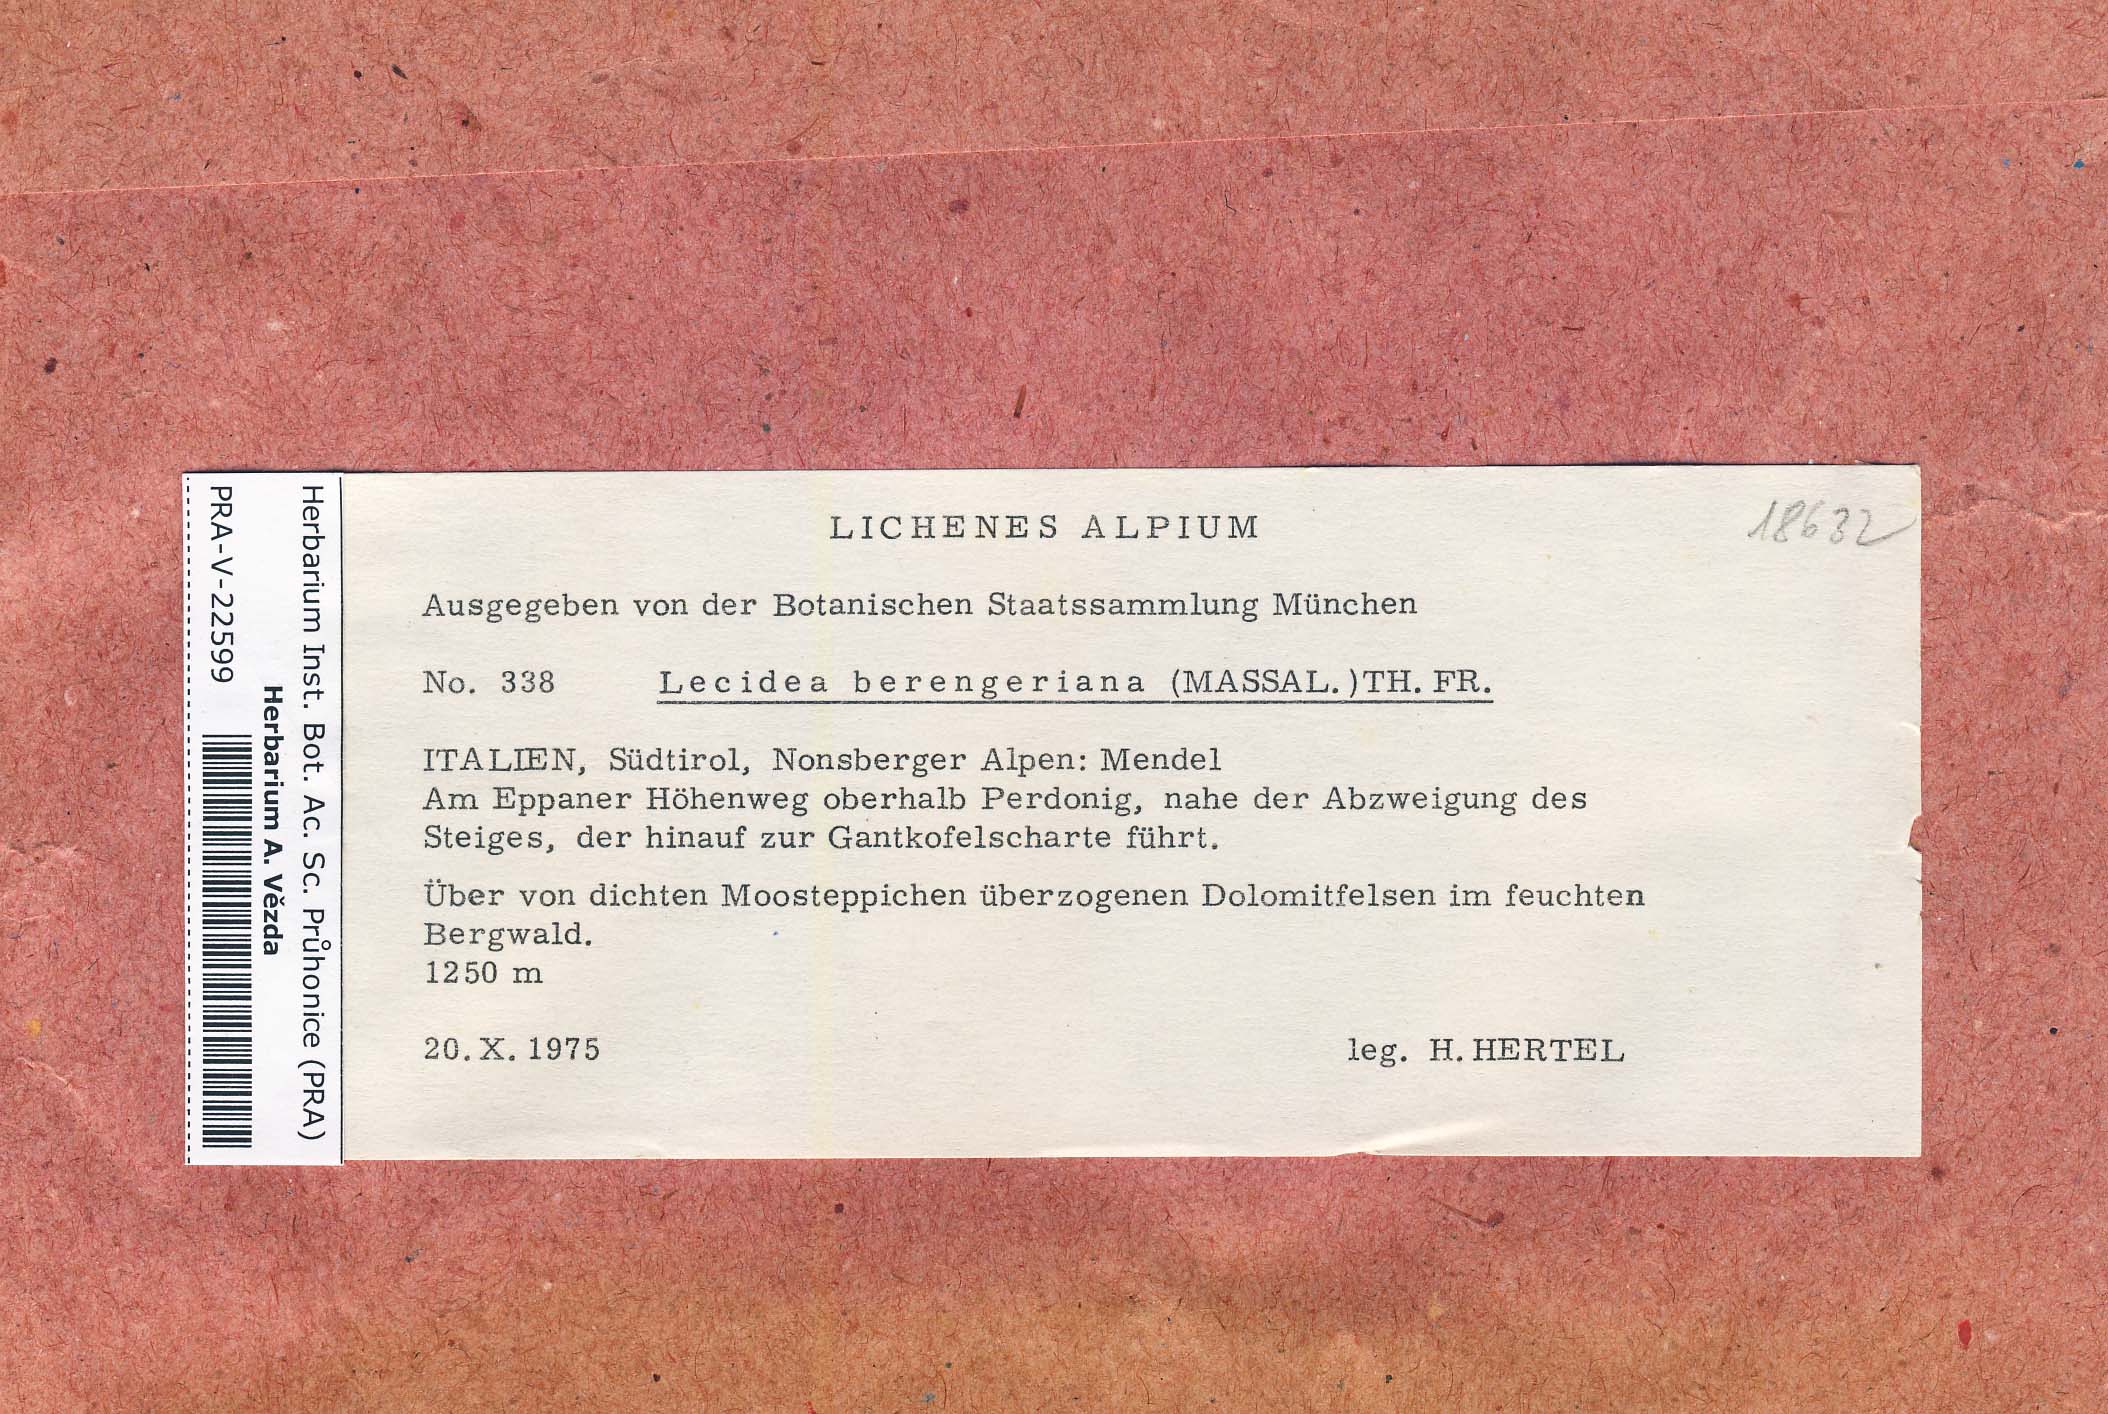 LICHENES ALPIUM
18632
Ausgegeben von der Botanischen Staatssammlung München
No. 338 Lecidea berengeriana (MASSAL.)TH. FR.
ITALIEN, Südtirol, Nonsberger Alpen: Mendel
Am Eppaner Höhenweg oberhalb Perdonig, nahe der Abzweigung des
Steiges, der hinauf zur Gantkofelscharte führt.
Über von dichten Moosteppichen überzogenen Dolomitfelsen im feuchten
Bergwald.
1250 m
20. X. 1975 leg. H. HERTEL
Herbarium Inst. Bot. Ac. Sc. Průhonice (PRA)
Herbarium A. Vězda
PRA-V-22599